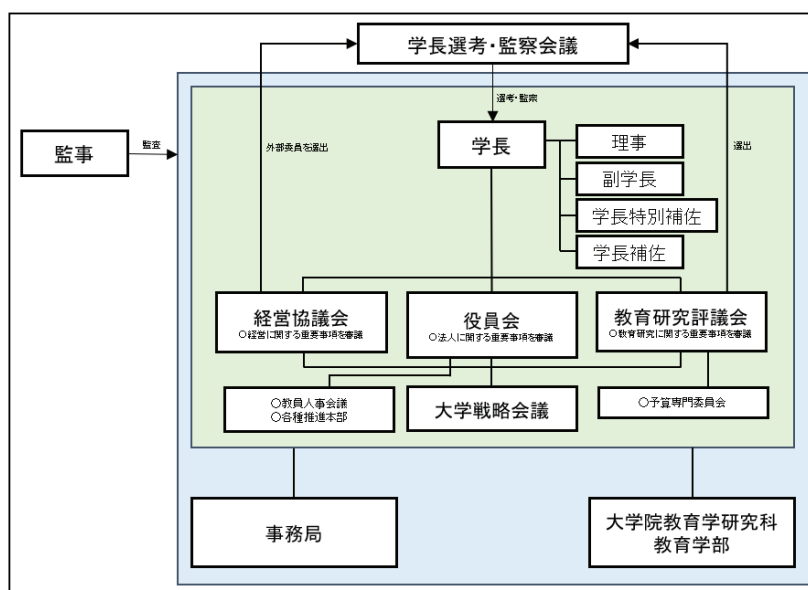 学長選考・監察会議
選考・監察
監事
監査
外部委員を選出
学長
選出
理事
副学長
学長特別補佐
学長補佐
経営協議会
○経営に関する重要事項を審議
役員会
○法人に関する重要事項を審議
教育研究評議会
○教育研究に関する重要事項を審議
○教員人事会議
○各種推進本部
大学戦略会議
○予算専門委員会
事務局
大学院教育学研究科
教育学部